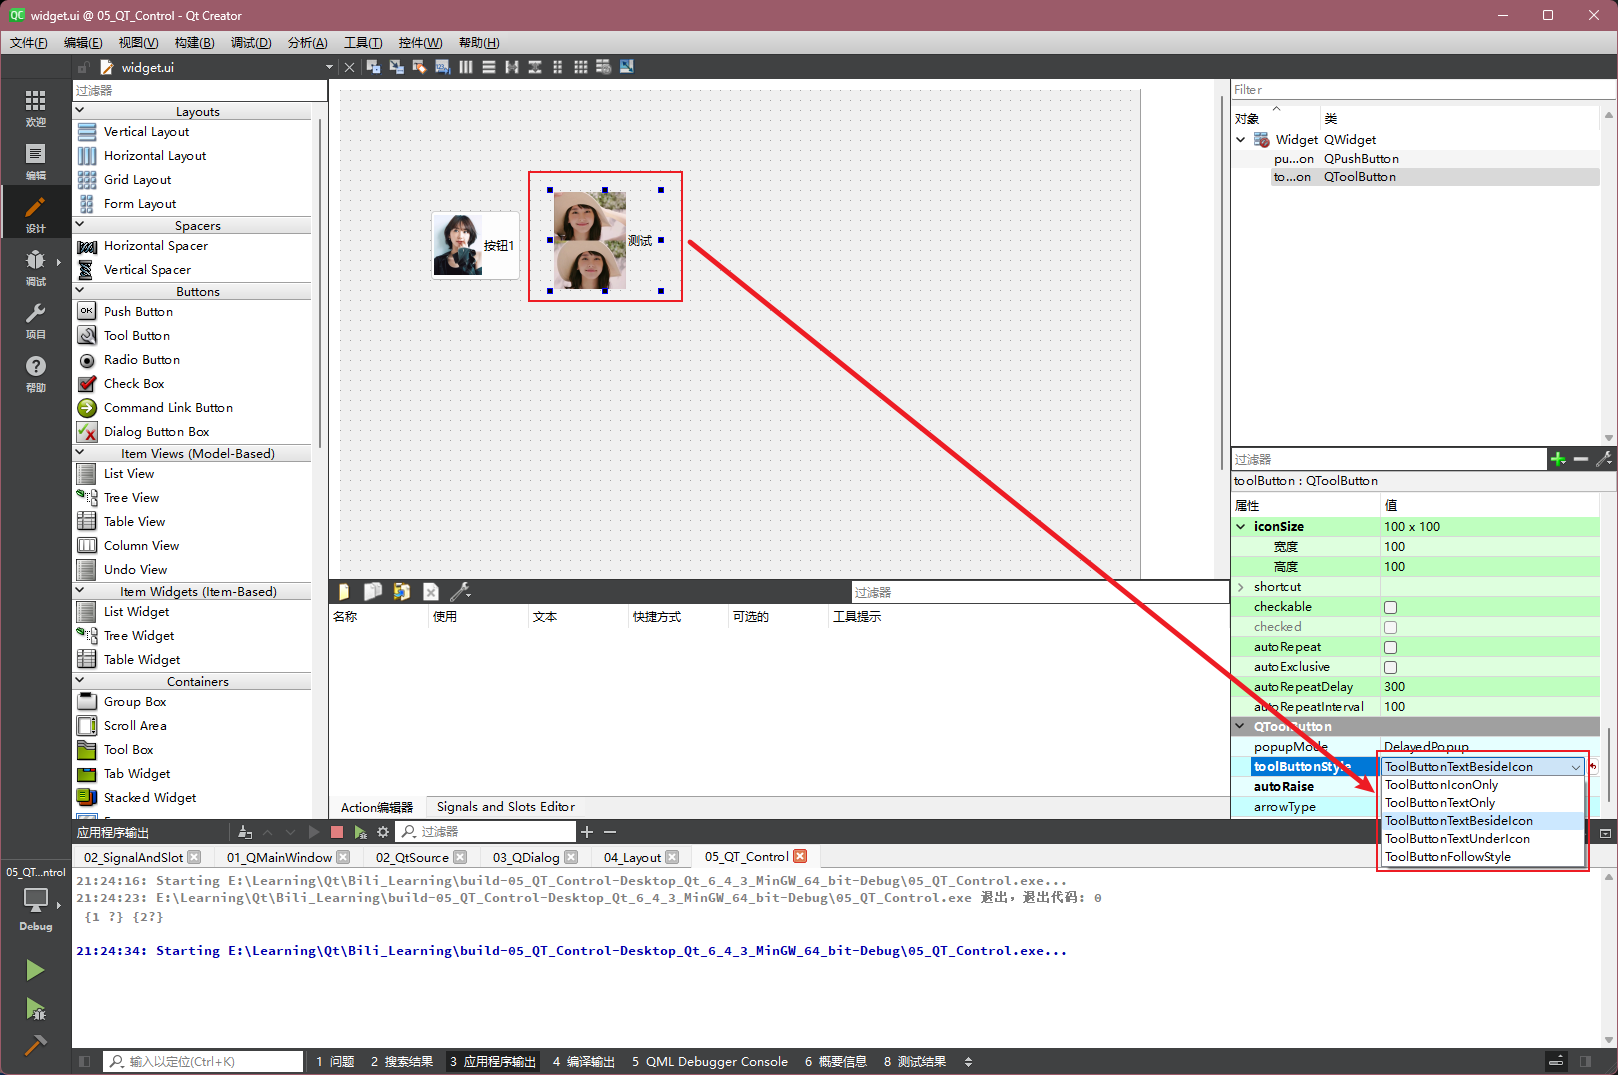 widget.ui @ 05_QT_Control - Qt Creator
文件(F) 编辑(E) 视图(V) 构建(B) 调试(D) 分析(A) 工具(T) 控件(W) 帮助(H)
widget.ui
欢迎
编辑
设计
调试
项目
帮助
过滤器
Layouts
Vertical Layout
Horizontal Layout
Grid Layout
Form Layout
Spacers
Horizontal Spacer
Vertical Spacer
Buttons
Push Button
Tool Button
Radio Button
Check Box
Command Link Button
Dialog Button Box
Item Views (Model-Based)
List View
Tree View
Table View
Column View
Undo View
Item Widgets (Item-Based)
List Widget
Tree Widget
Table Widget
Containers
Group Box
Scroll Area
Tool Box
Tab Widget
Stacked Widget
按钮1
测试
Filter
对象 类
Widget QWidget
pu...on QPushButton
to...on QToolButton
过滤器
toolButton : QToolButton
属性 值
iconSize 100 x 100
宽度 100
高度 100
shortcut
checkable
checked
autoRepeat
autoExclusive
autoRepeatDelay 300
autoRepeatInterval 100
QToolButton
popupMode DelayedPopup
toolButtonStyle ToolButtonTextBesideIcon
autoRaise
arrowType
ToolButtonIconOnly
ToolButtonTextOnly
ToolButtonTextBesideIcon
ToolButtonTextUnderIcon
ToolButtonFollowStyle
过滤器
名称 使用 文本 快捷方式 可选的 工具提示
Action编辑器 Signals and Slots Editor
应用程序输出 过滤器
02_SignalAndSlot 01_QMainWindow 02_QtSource 03_QDialog 04_Layout 05_QT_Control
21:24:16: Starting E:\Learning\Qt\Bili_Learning\build-05_QT_Control-Desktop_Qt_6_4_3_MinGW_64_bit-Debug\05_QT_Control.exe...
21:24:23: E:\Learning\Qt\Bili_Learning\build-05_QT_Control-Desktop_Qt_6_4_3_MinGW_64_bit-Debug\05_QT_Control.exe 退出，退出代码: 0
{1 ?} {2?}
21:24:34: Starting E:\Learning\Qt\Bili_Learning\build-05_QT_Control-Desktop_Qt_6_4_3_MinGW_64_bit-Debug\05_QT_Control.exe...
05_QT...ntrol
Debug
输入以定位(Ctrl+K)
1 问题 2 搜索结果 3 应用程序输出 4 编译输出 5 QML Debugger Console 6 概要信息 8 测试结果